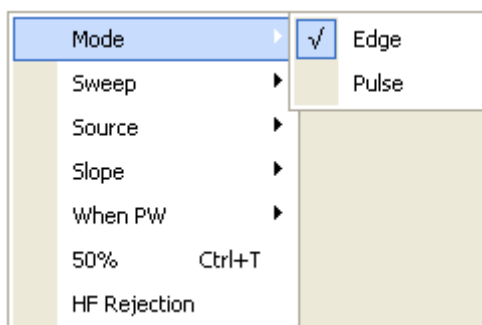 Mode
√ Edge
Sweep
Pulse
Source
Slope
When PW
50% Ctrl+T
HF Rejection